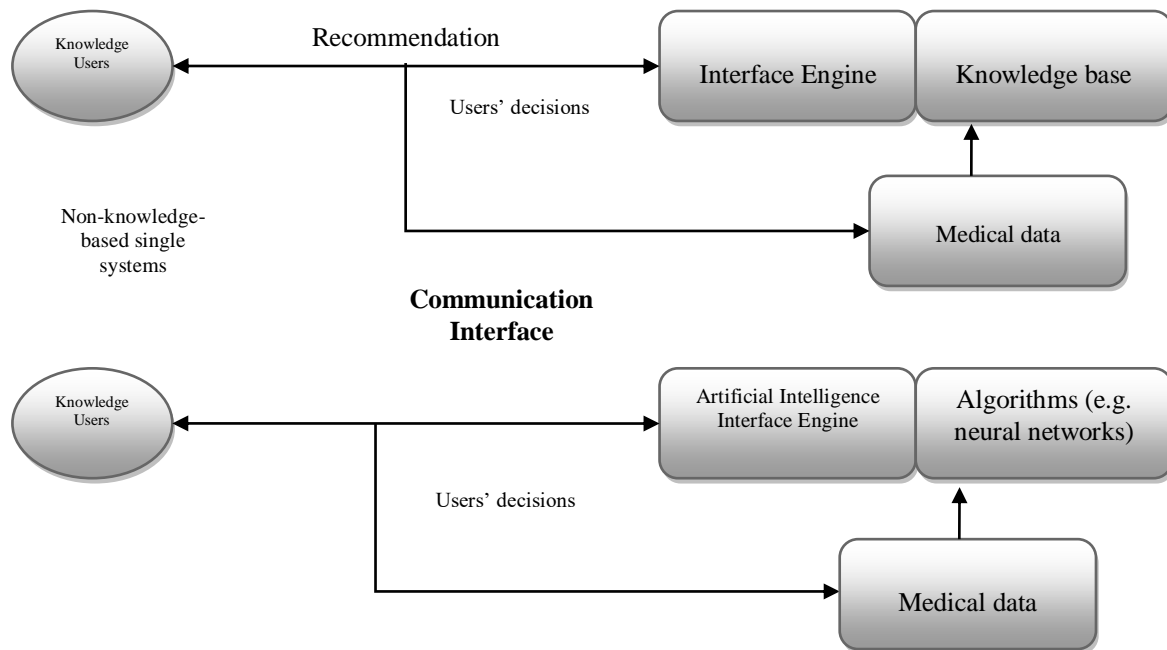 Knowledge
Users
Recommendation
Interface Engine
Knowledge base
Users’ decisions
Medical data
Non-knowledge-
based single
systems
Communication
Interface
Knowledge
Users
Artificial Intelligence
Interface Engine
Algorithms (e.g.
neural networks)
Users’ decisions
Medical data